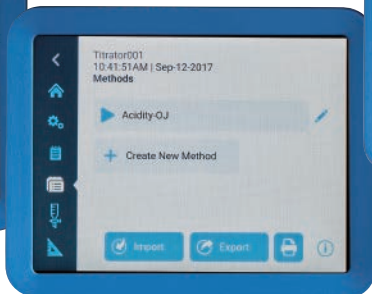 Titrator001
10:41:51AM | Sep-12-2017
Methods
Acidity-OJ
Create New Method
Import
Export